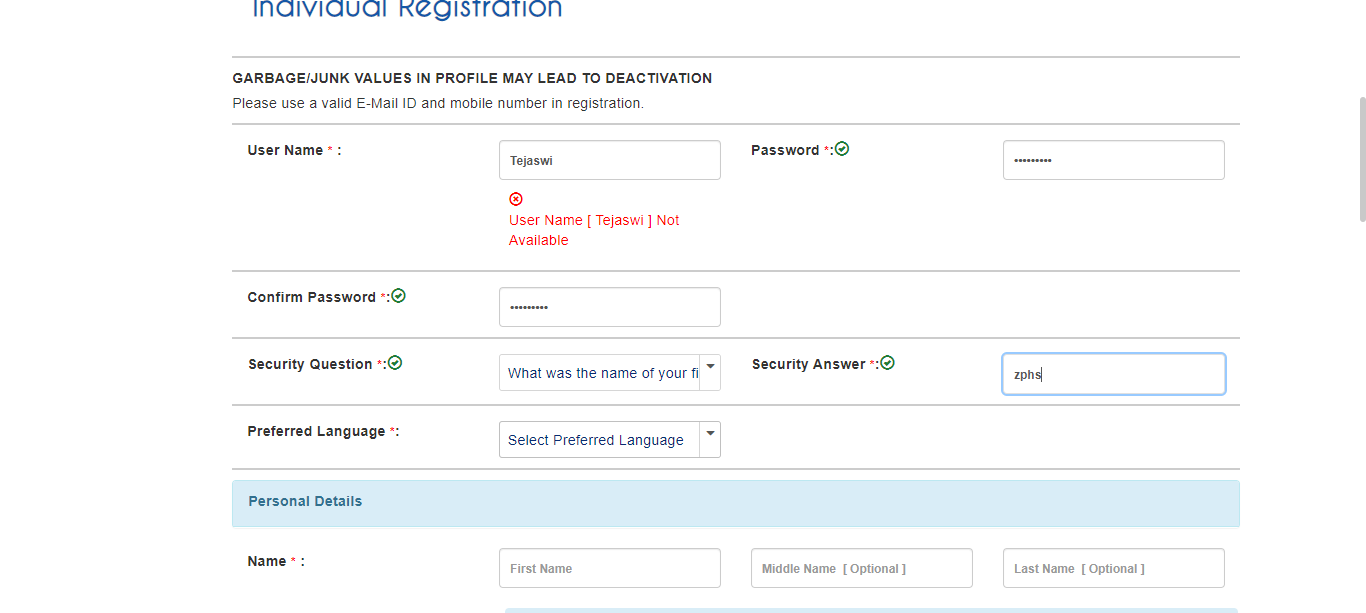 Individual Registration
GARBAGE/JUNK VALUES IN PROFILE MAY LEAD TO DEACTIVATION
Please use a valid E-Mail ID and mobile number in registration.
User Name * :
Tejaswi
Password *:
•••••••••
User Name [ Tejaswi ] Not
Available
Confirm Password *:
•••••••••
Security Question *:
What was the name of your fi
Security Answer *:
zphs
Preferred Language *:
Select Preferred Language
Personal Details
Name * :
First Name
Middle Name [ Optional ]
Last Name [ Optional ]